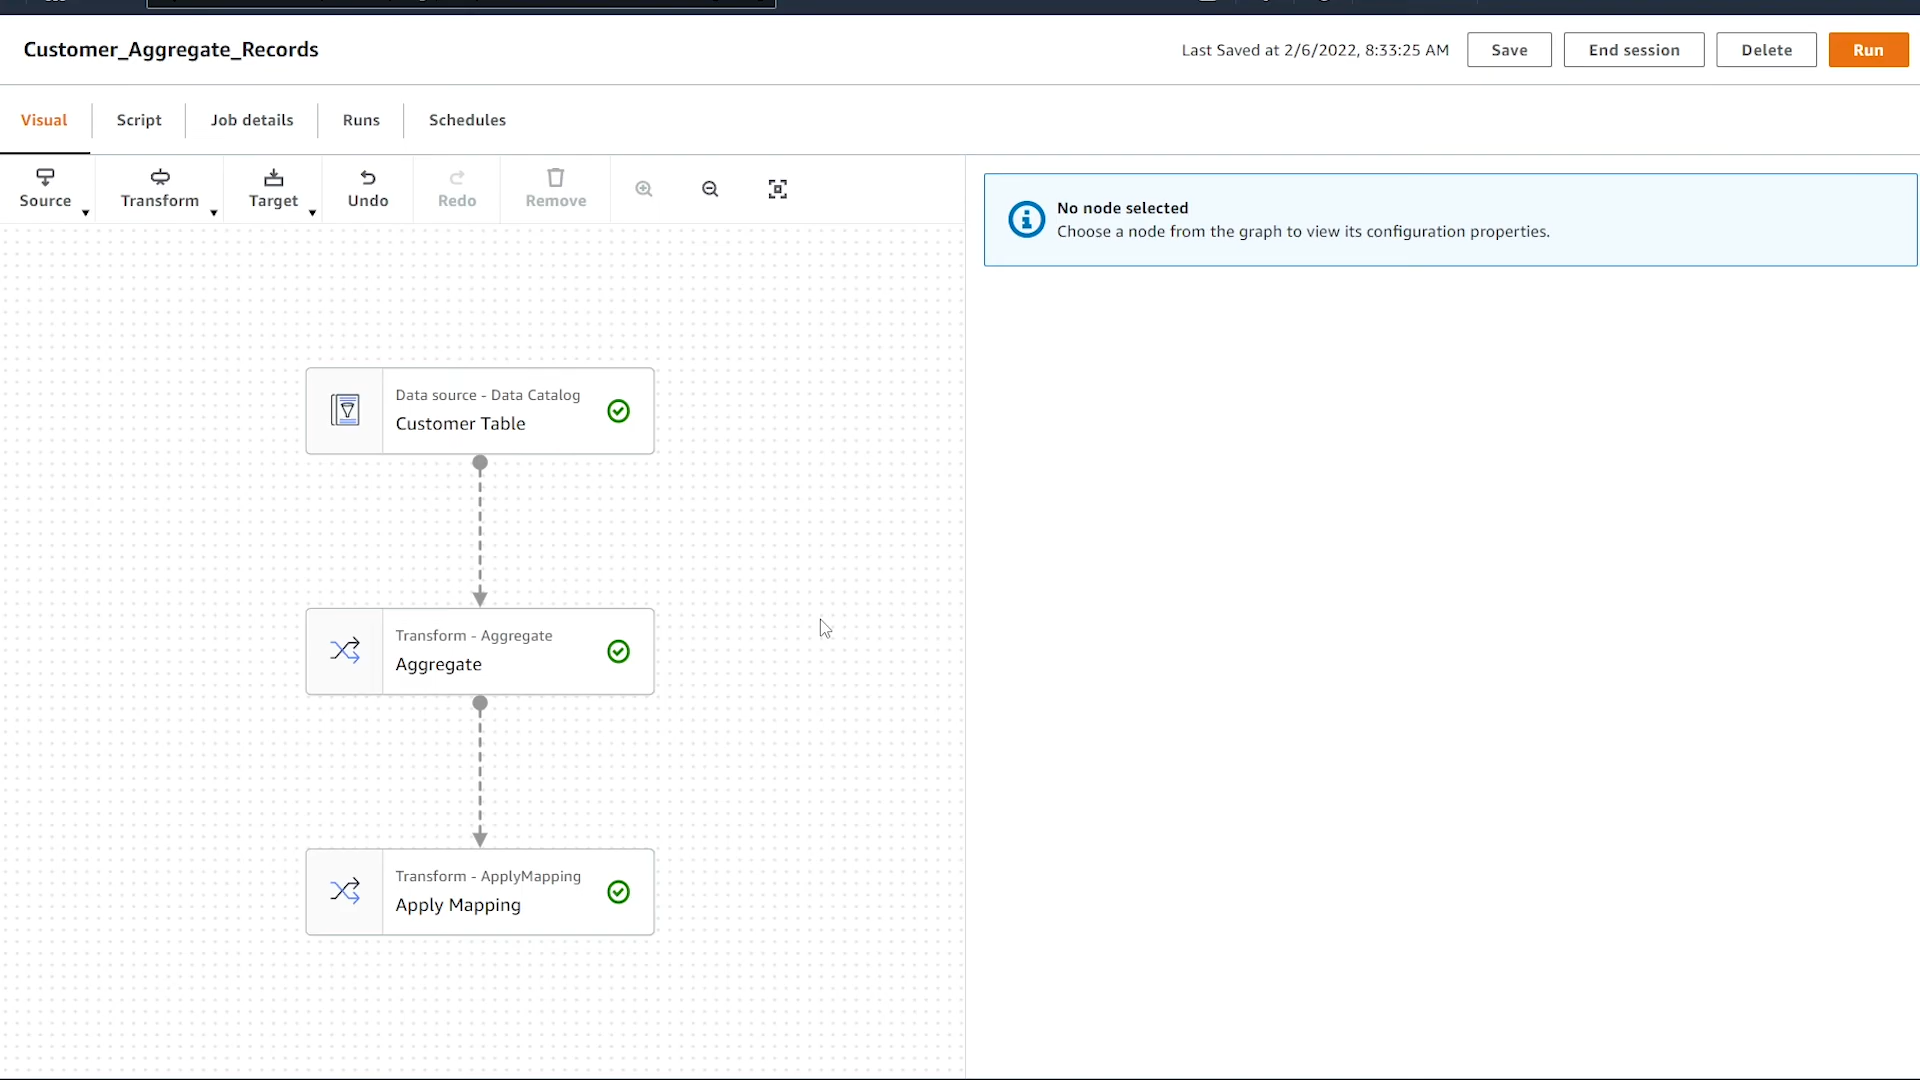 Customer_Aggregate_Records
Last Saved at 2/6/2022, 8:33:25 AM
Save
End session
Delete
Run
Visual
Script
Job details
Runs
Schedules
Source
Transform
Target
Undo
Redo
Remove
No node selected
Choose a node from the graph to view its configuration properties.
Data source - Data Catalog
Customer Table
Transform - Aggregate
Aggregate
Transform - ApplyMapping
Apply Mapping